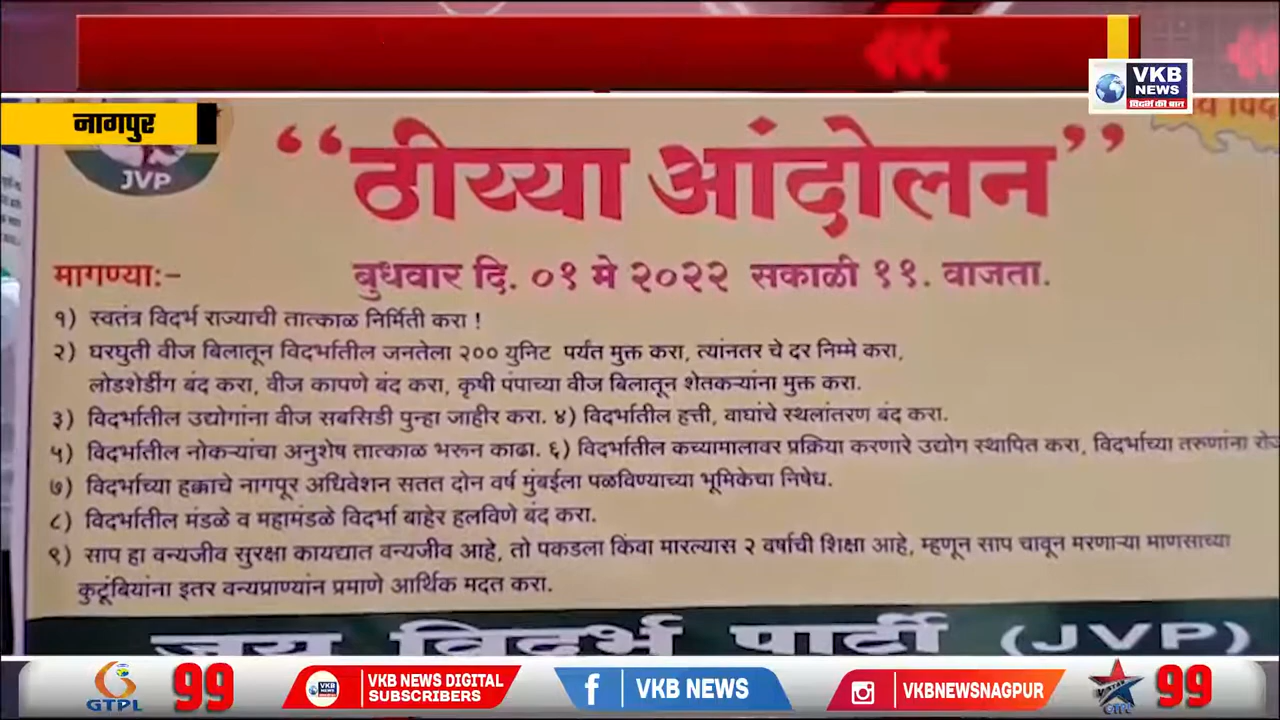 VKB
NEWS
विदर्भ की बात
नागपुर
JVP
“ठीय्या आंदोलन”
मागण्या:-
बुधवार दि. ०१ मे २०२२ सकाळी ११. वाजता.
१) स्वतंत्र विदर्भ राज्याची तात्काळ निर्मिती करा !
२) घरघुती वीज बिलातून विदर्भातील जनतेला २०० युनिट पर्यंत मुक्त करा, त्यांनतर चे दर निम्मे करा,
लोडशेडींग बंद करा, वीज कापणे बंद करा, कृषी पंपाच्या वीज बिलातून शेतकऱ्यांना मुक्त करा.
३) विदर्भातील उद्योगांना वीज सबसिडी पुन्हा जाहीर करा. ४) विदर्भातील हत्ती, वाघांचे स्थलांतरण बंद करा.
५) विदर्भातील नोकऱ्यांचा अनुशेष तात्काळ भरून काढा. ६) विदर्भातील कच्यामालावर प्रक्रिया करणारे उद्योग स्थापित करा, विदर्भाच्या तरुणांना
७) विदर्भाच्या हक्काचे नागपूर अधिवेशन सतत दोन वर्ष मुंबईला पळविण्याच्या भूमिकेचा निषेध.
८) विदर्भातील मंडळे व महामंडळे विदर्भा बाहेर हलविणे बंद करा.
९) साप हा वन्यजीव सुरक्षा कायद्यात वन्यजीव आहे, तो पकडला किंवा मारल्यास २ वर्षाची शिक्षा आहे, म्हणून साप चावून मरणाऱ्या माणसाच्या
कुटूंबियांना इतर वन्यप्राण्यांन प्रमाणे आर्थिक मदत करा.
जय विदर्भ पार्टी (JVP)
GTPL 99
VKB NEWS DIGITAL
SUBSCRIBERS
VKB NEWS
VKBNEWSNAGPUR
GTPL 99